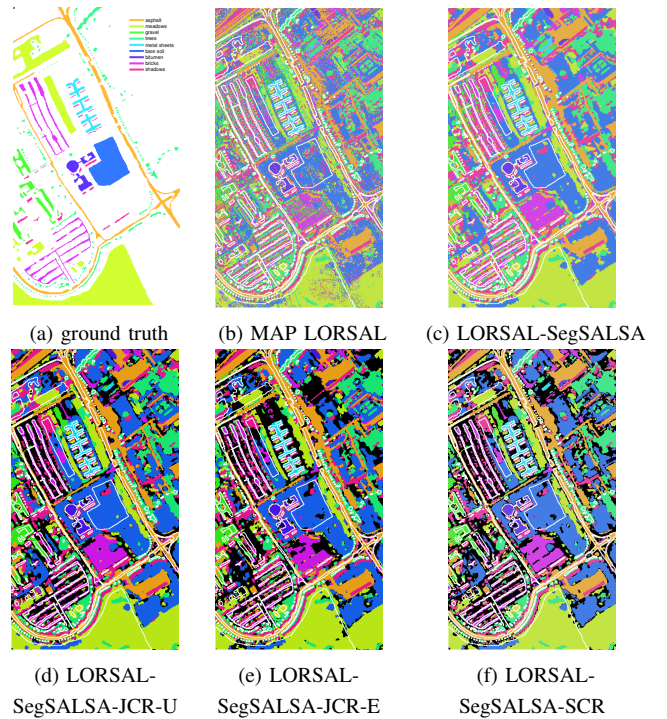 asphalt
meadows
gravel
trees
metal sheets
bare soil
bitumen
bricks
shadows
(a) ground truth
(b) MAP LORSAL
(c) LORSAL-SegSALSA
(d) LORSAL-
SegSALSA-JCR-U
(e) LORSAL-
SegSALSA-JCR-E
(f) LORSAL-
SegSALSA-SCR